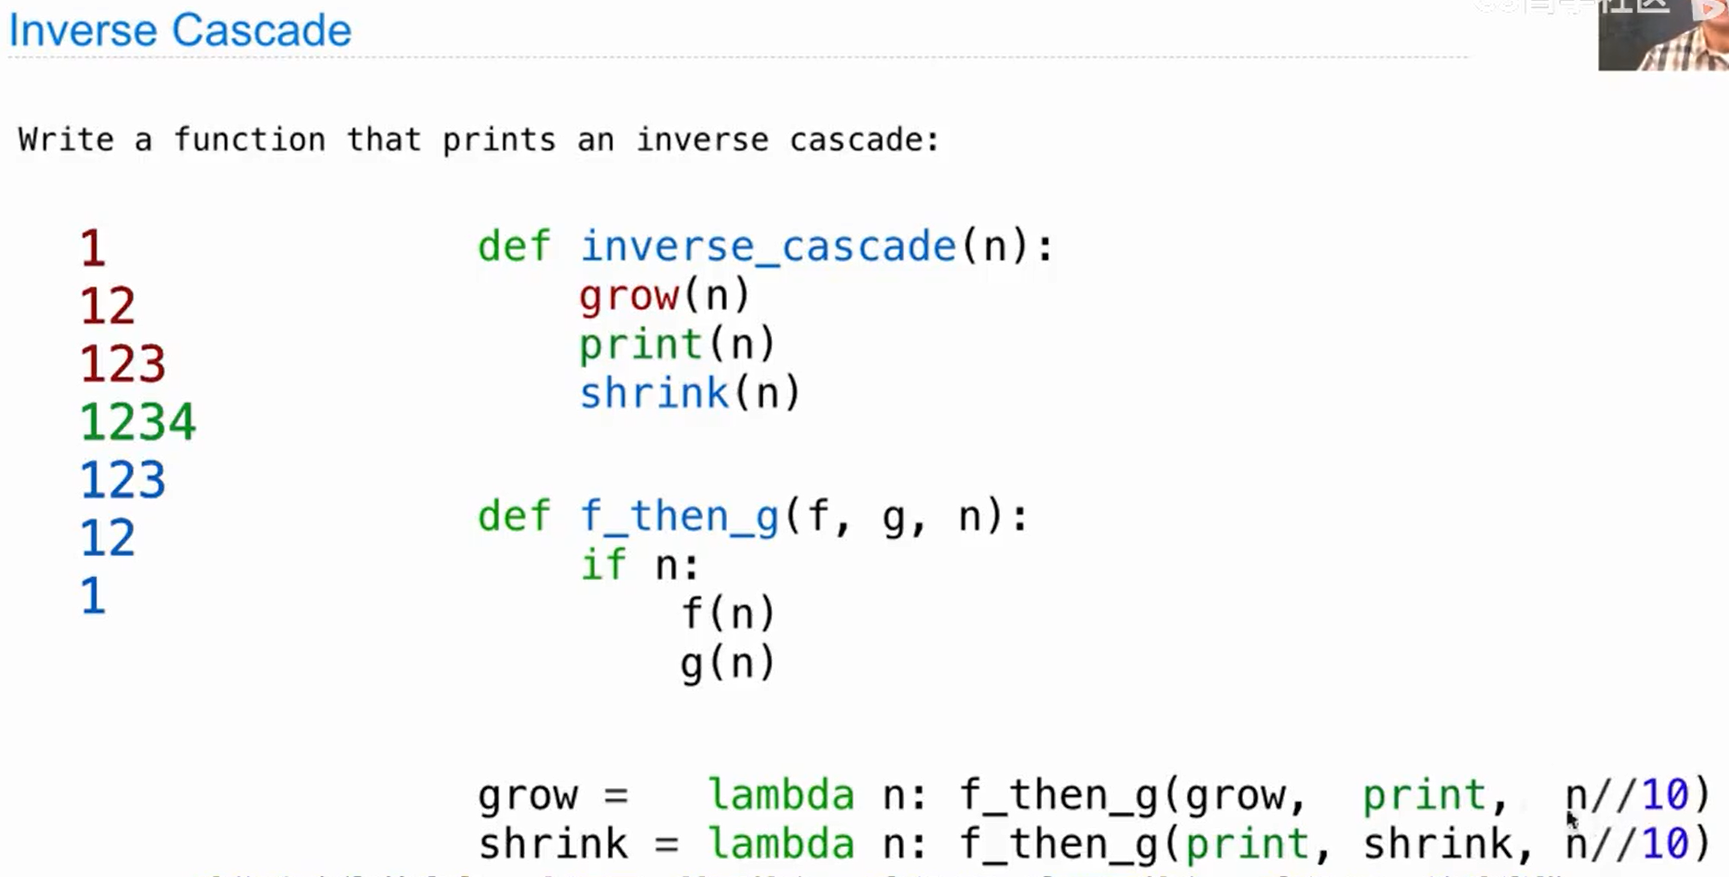 Inverse Cascade
Write a function that prints an inverse cascade:
1
12
123
1234
123
12
1
def inverse_cascade(n):
grow(n)
print(n)
shrink(n)
def f_then_g(f, g, n):
if n:
f(n)
g(n)
grow = lambda n: f_then_g(grow, print, n//10)
shrink = lambda n: f_then_g(print, shrink, n//10)